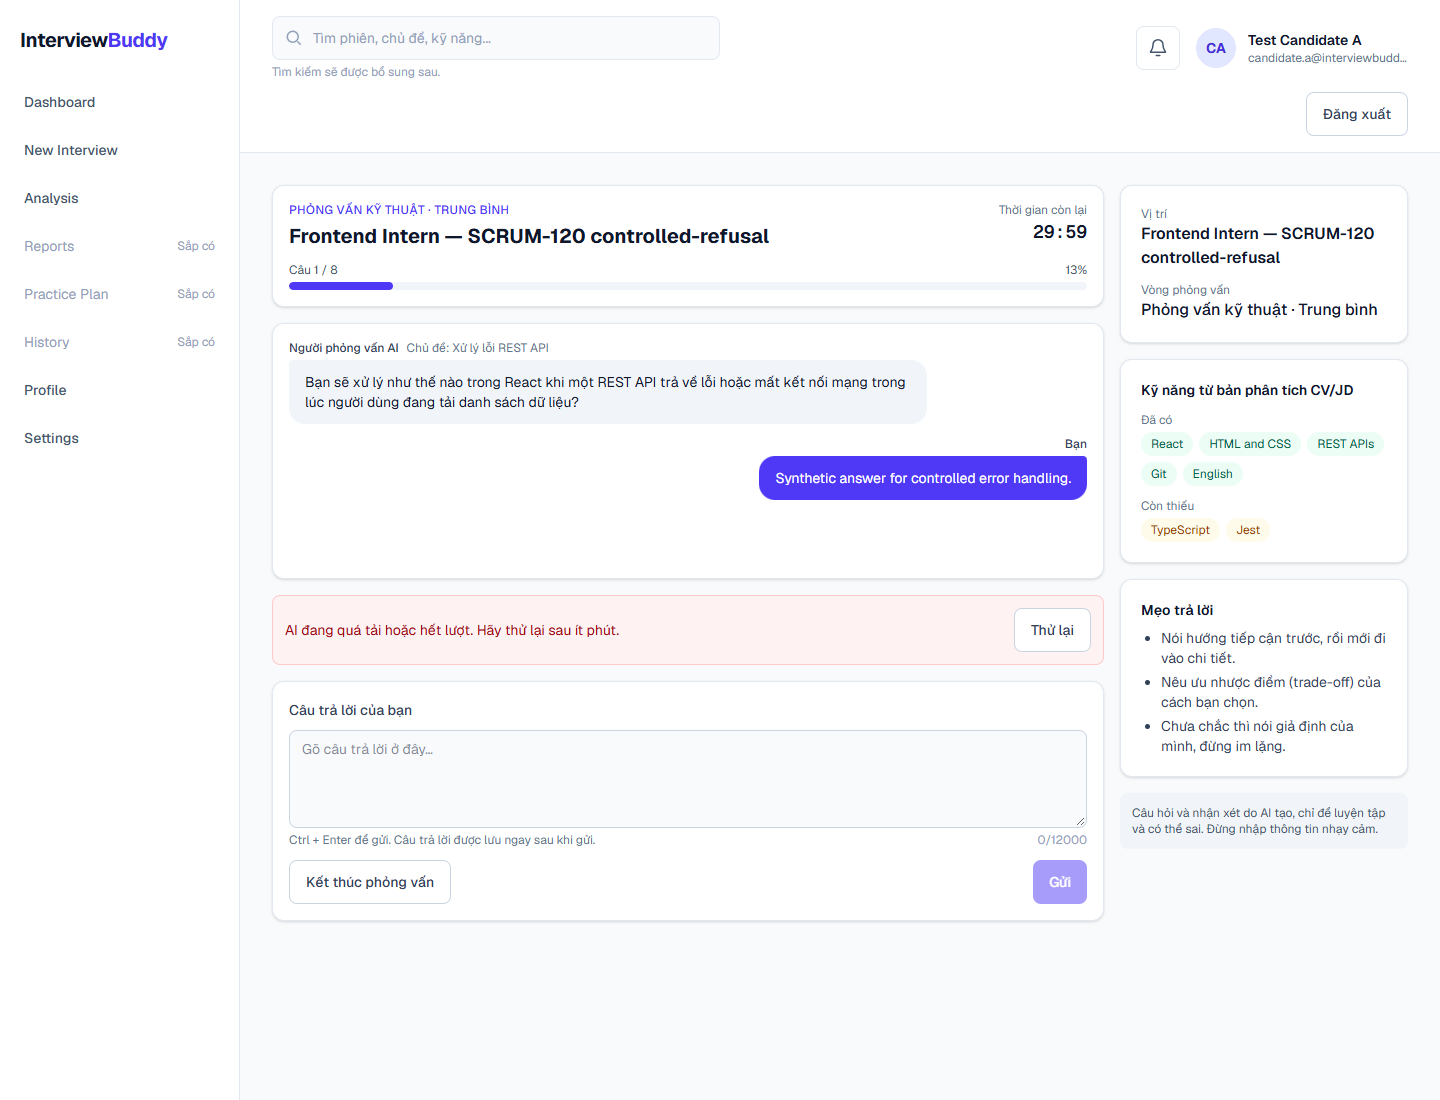 InterviewBuddy
Dashboard
New Interview
Analysis
Reports Sắp có
Practice Plan Sắp có
History Sắp có
Profile
Settings
Tìm phiên, chủ đề, kỹ năng...
Tìm kiếm sẽ được bổ sung sau.
CA
Test Candidate A
candidate.a@interviewbudd...
Đăng xuất
PHỎNG VẤN KỸ THUẬT · TRUNG BÌNH
Frontend Intern — SCRUM-120 controlled-refusal
Thời gian còn lại
29:59
Câu 1 / 8
13%
Người phỏng vấn AI Chủ đề: Xử lý lỗi REST API
Bạn sẽ xử lý như thế nào trong React khi một REST API trả về lỗi hoặc mất kết nối mạng trong
lúc người dùng đang tải danh sách dữ liệu?
Bạn
Synthetic answer for controlled error handling.
AI đang quá tải hoặc hết lượt. Hãy thử lại sau ít phút.
Thử lại
Câu trả lời của bạn
Gõ câu trả lời ở đây...
Ctrl + Enter để gửi. Câu trả lời được lưu ngay sau khi gửi.
0/12000
Kết thúc phỏng vấn
Gửi
Vị trí
Frontend Intern — SCRUM-120
controlled-refusal
Vòng phỏng vấn
Phỏng vấn kỹ thuật · Trung bình
Kỹ năng từ bản phân tích CV/JD
Đã có
React HTML and CSS REST APIs
Git English
Còn thiếu
TypeScript Jest
Mẹo trả lời
• Nói hướng tiếp cận trước, rồi mới đi
vào chi tiết.
• Nêu ưu nhược điểm (trade-off) của
cách bạn chọn.
• Chưa chắc thì nói giả định của
mình, đừng im lặng.
Câu hỏi và nhận xét do AI tạo, chỉ để luyện tập
và có thể sai. Đừng nhập thông tin nhạy cảm.